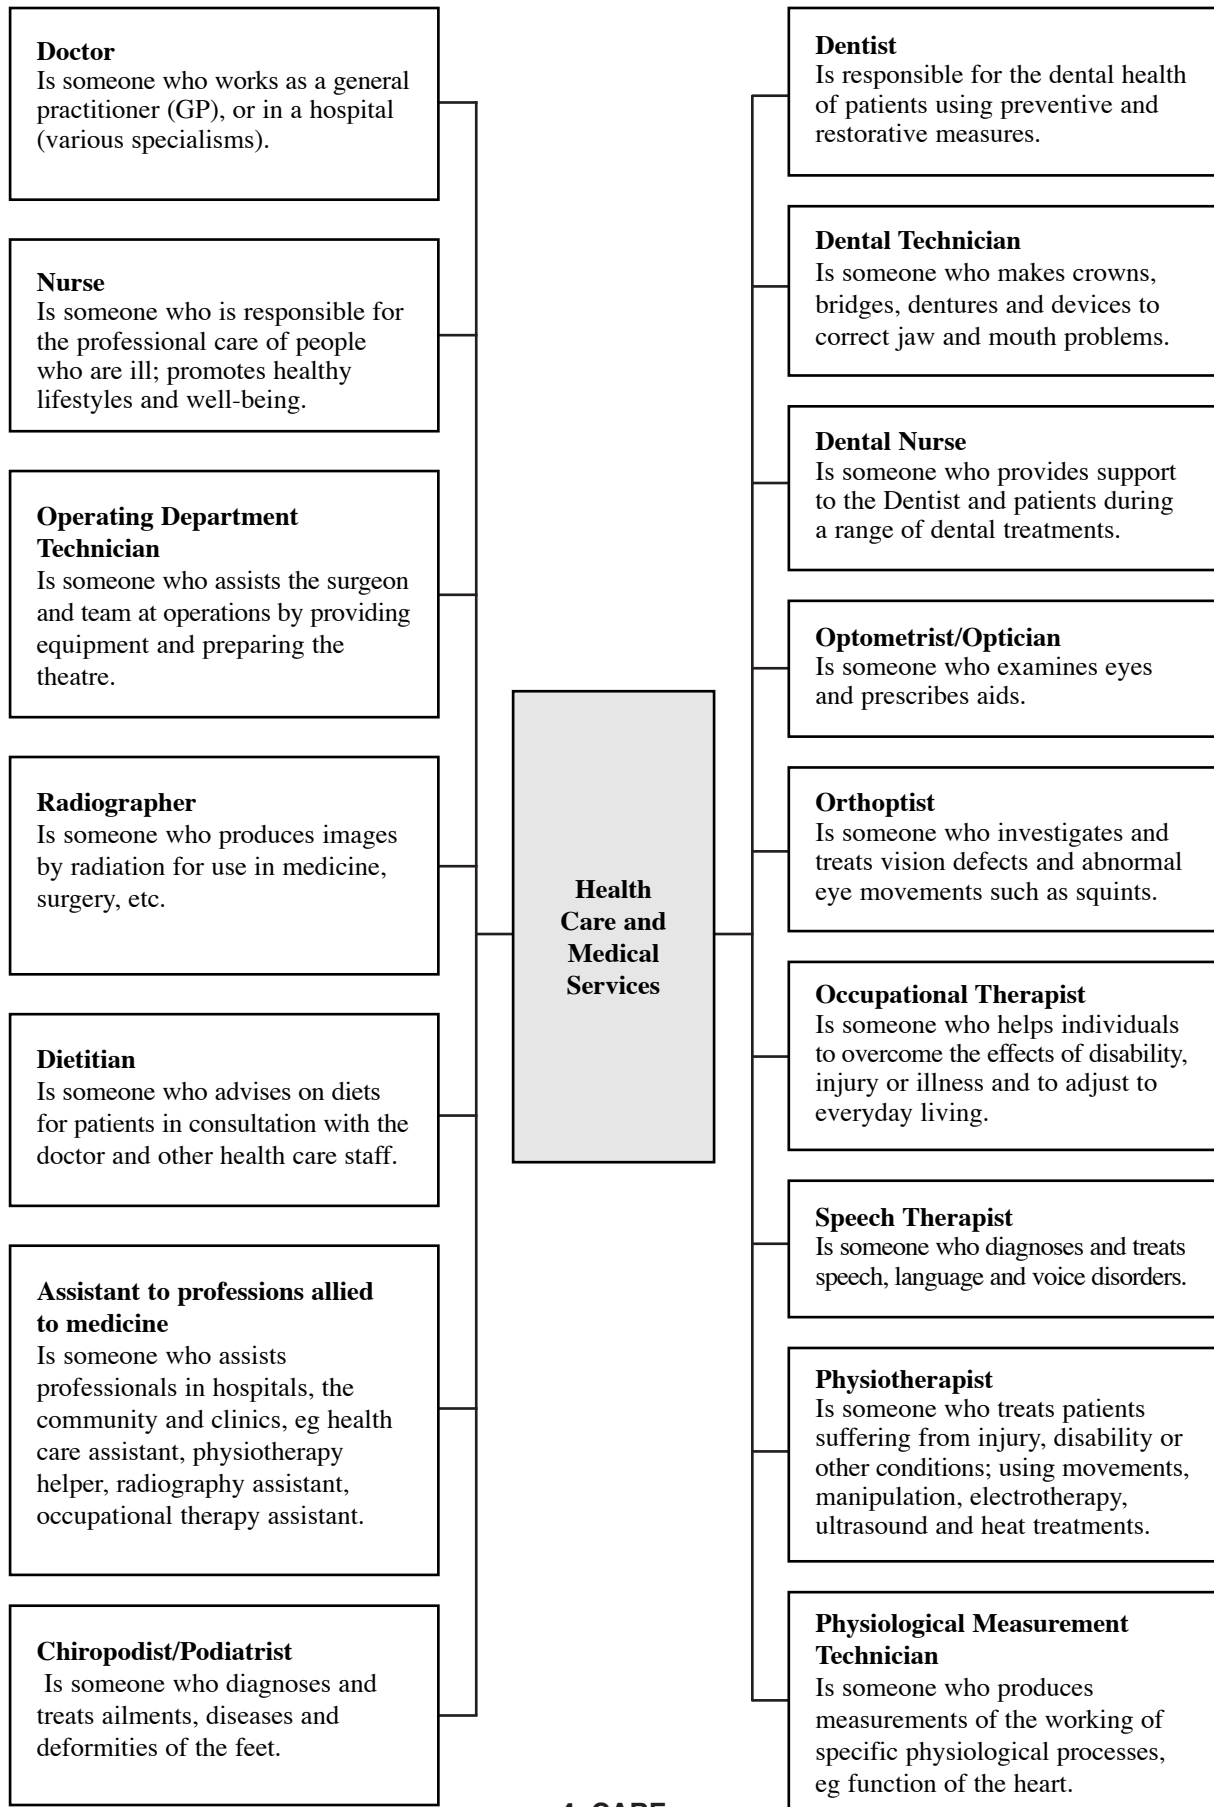 Doctor
Is someone who works as a general
practitioner (GP), or in a hospital
(various specialisms).
Nurse
Is someone who is responsible for
the professional care of people
who are ill; promotes healthy
lifestyles and well-being.
Operating Department
Technician
Is someone who assists the surgeon
and team at operations by providing
equipment and preparing the
theatre.
Radiographer
Is someone who produces images
by radiation for use in medicine,
surgery, etc.
Dietitian
Is someone who advises on diets
for patients in consultation with the
doctor and other health care staff.
Assistant to professions allied
to medicine
Is someone who assists
professionals in hospitals, the
community and clinics, eg health
care assistant, physiotherapy
helper, radiography assistant,
occupational therapy assistant.
Chiropodist/Podiatrist
Is someone who diagnoses and
treats ailments, diseases and
deformities of the feet.
Health
Care and
Medical
Services
Dentist
Is responsible for the dental health
of patients using preventive and
restorative measures.
Dental Technician
Is someone who makes crowns,
bridges, dentures and devices to
correct jaw and mouth problems.
Dental Nurse
Is someone who provides support
to the Dentist and patients during
a range of dental treatments.
Optometrist/Optician
Is someone who examines eyes
and prescribes aids.
Orthoptist
Is someone who investigates and
treats vision defects and abnormal
eye movements such as squints.
Occupational Therapist
Is someone who helps individuals
to overcome the effects of disability,
injury or illness and to adjust to
everyday living.
Speech Therapist
Is someone who diagnoses and treats
speech, language and voice disorders.
Physiotherapist
Is someone who treats patients
suffering from injury, disability or
other conditions; using movements,
manipulation, electrotherapy,
ultrasound and heat treatments.
Physiological Measurement
Technician
Is someone who produces
measurements of the working of
specific physiological processes,
eg function of the heart.